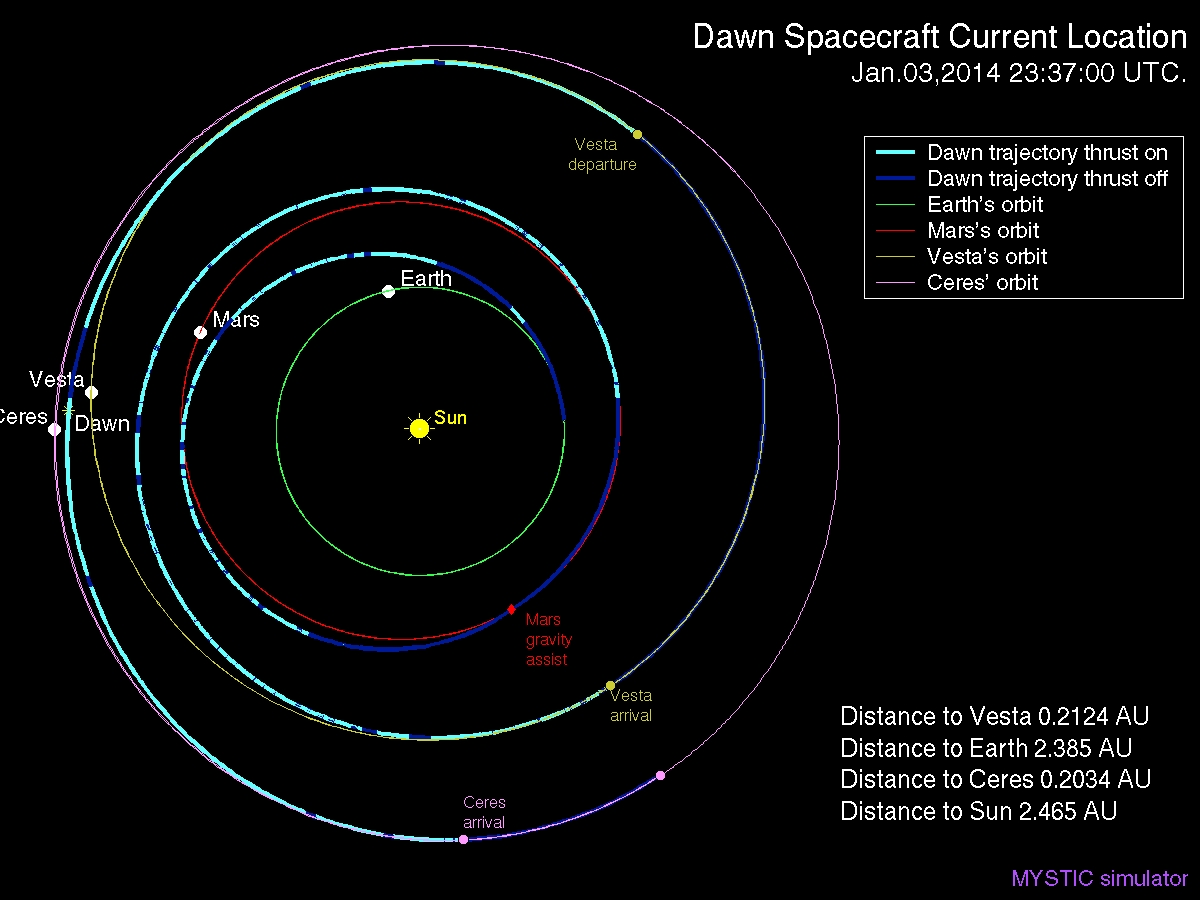 Dawn Spacecraft Current Location
Jan.03,2014 23:37:00 UTC.
Dawn trajectory thrust on
Dawn trajectory thrust off
Earth's orbit
Mars's orbit
Vesta's orbit
Ceres' orbit
Vesta
departure
Earth
Mars
Vesta
Ceres
Dawn
Sun
Mars
gravity
assist
Vesta
arrival
Ceres
arrival
Distance to Vesta 0.2124 AU
Distance to Earth 2.385 AU
Distance to Ceres 0.2034 AU
Distance to Sun 2.465 AU
MYSTIC simulator